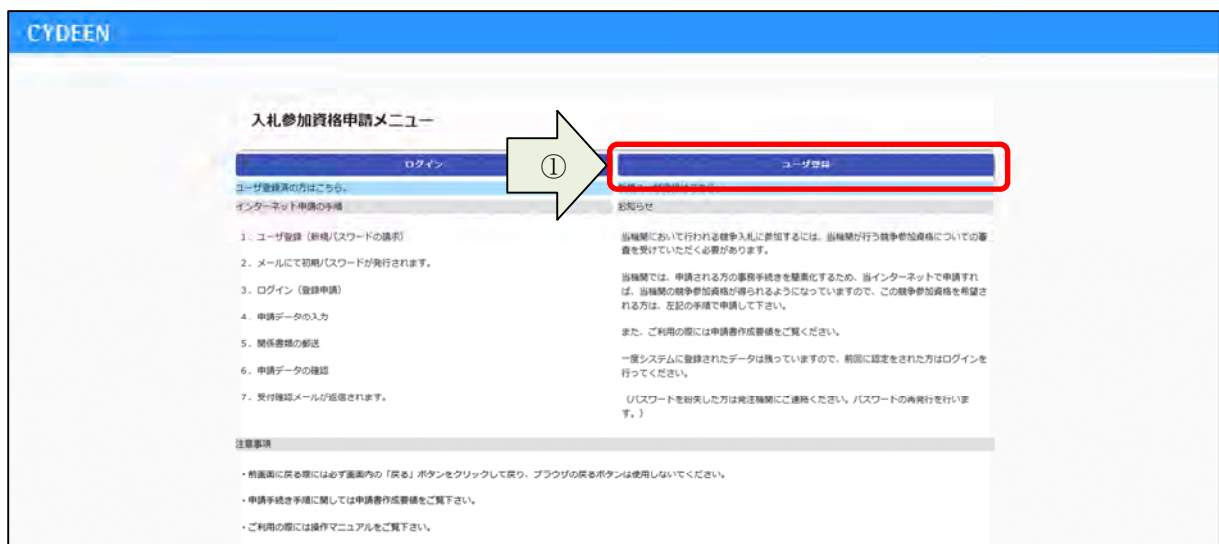 CYDEEN
入札参加資格申請メニュー
ログイン
①
ユーザ登録
ユーザ登録済の方はこちら。
インターネット申請の手順
お知らせ
1．ユーザ登録（新規パスワードの請求）
2．メールにて初期パスワードが発行されます。
3．ログイン（登録申請）
4．申請データの入力
5．関係書類の郵送
6．申請データの確認
7．受付確認メールが返信されます。
当機関において行われる競争入札に参加するには、当機関が行う競争参加資格についての審
査を受けていただく必要があります。
当機関では、申請される方の事務手続きを簡素化するため、当インターネットで申請すれ
ば、当機関の競争参加資格が得られるようになっていますので、この競争参加資格を希望さ
れる方は、左記の手順で申請して下さい。
また、ご利用の際には申請書作成要領をご覧ください。
一度システムに登録されたデータは残っていますので、前回に認定をされた方はログインを
行ってください。
（パスワードを紛失した方は発注機関にご連絡ください。パスワードの再発行を行いま
す。）
注意事項
・前画面に戻る際には必ず画面内の「戻る」ボタンをクリックして戻り、ブラウザの戻るボタンは使用しないでください。
・申請手続き手順に関しては申請書作成要領をご覧下さい。
・ご利用の際には操作マニュアルをご覧下さい。